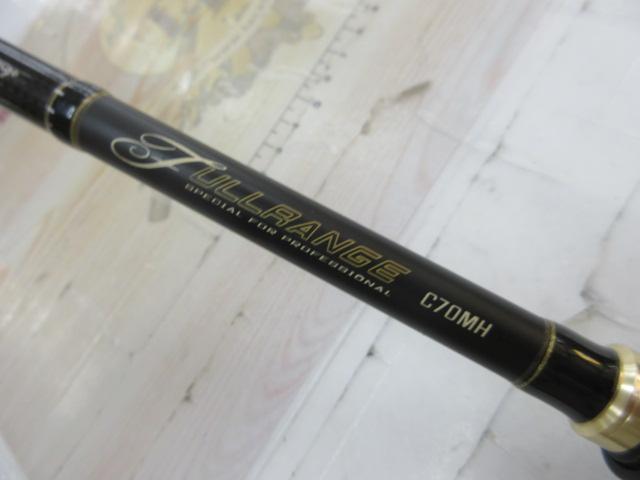 FULLRANGE
SPECIAL FOR PROFESSIONAL
C70MH